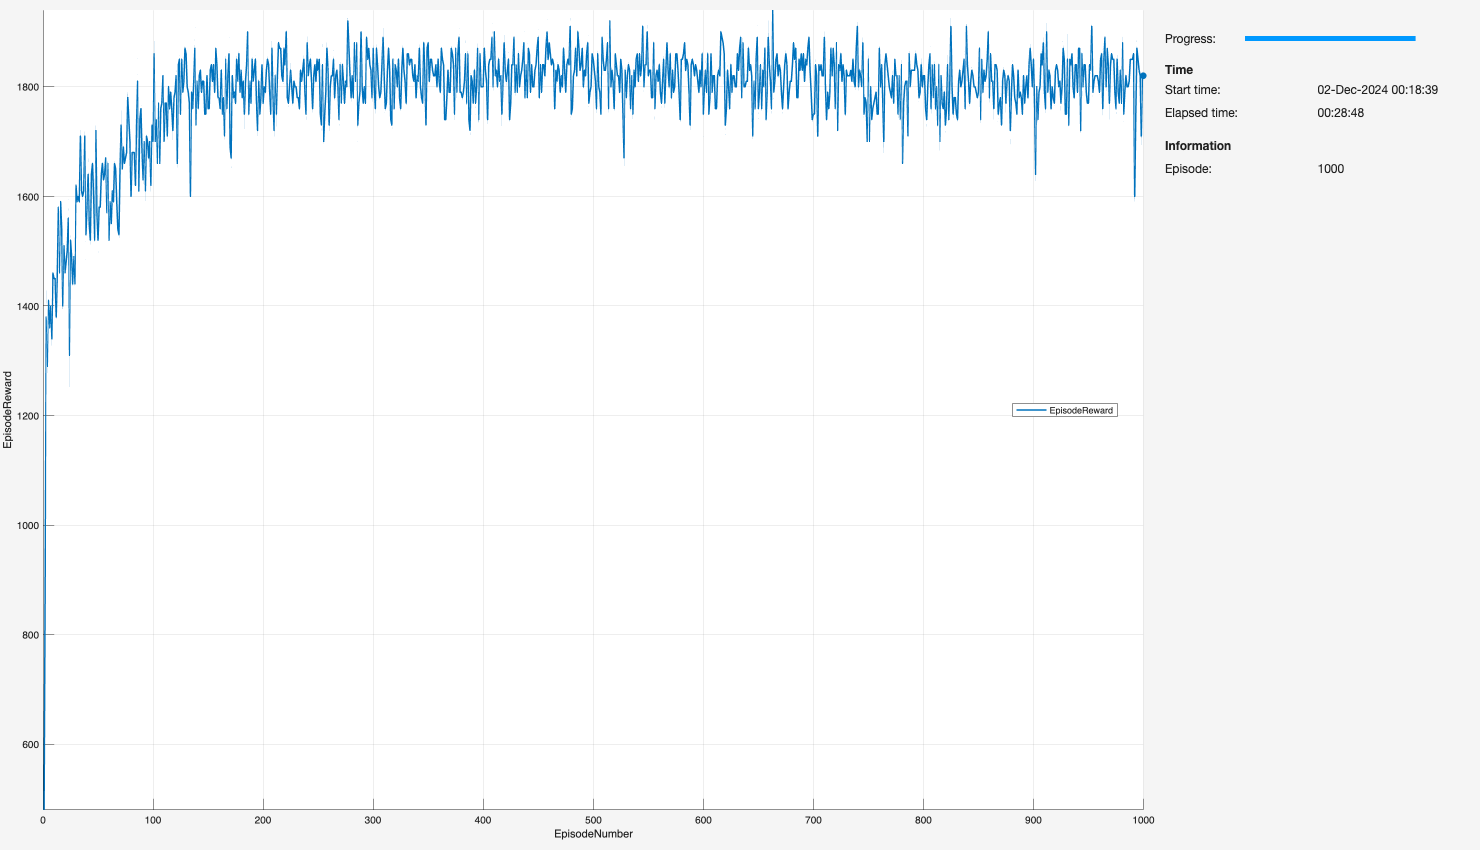 Progress:
Time
Start time: 02-Dec-2024 00:18:39
Elapsed time: 00:28:48
Information
Episode: 1000
1800
1600
1400
1200
1000
800
600
EpisodeReward
EpisodeReward
0 100 200 300 400 500 600 700 800 900 1000
EpisodeNumber